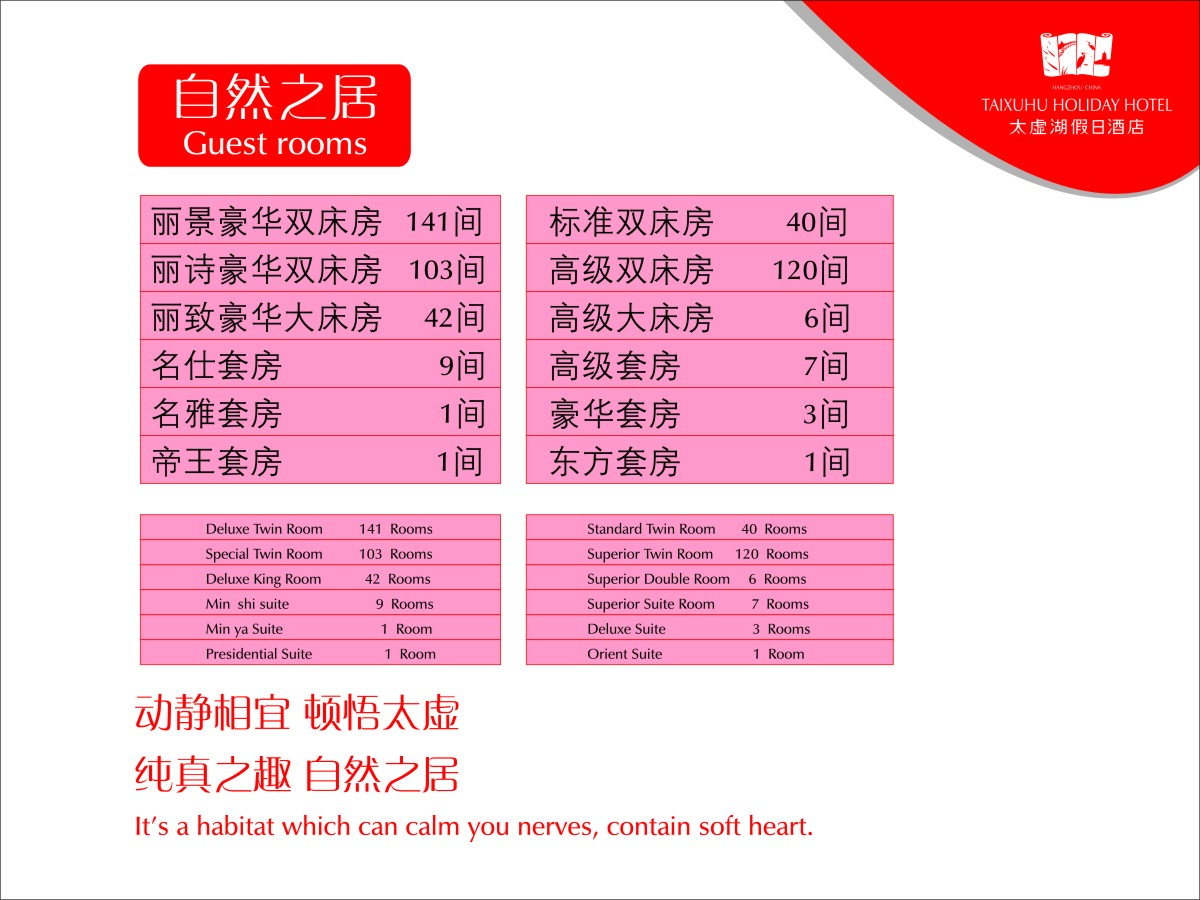 自然之居
Guest rooms
HANGZHOU·CHINA
TAIXUHU HOLIDAY HOTEL
太虚湖假日酒店
丽景豪华双床房 141间
丽诗豪华双床房 103间
丽致豪华大床房 42间
名仕套房 9间
名雅套房 1间
帝王套房 1间
标准双床房 40间
高级双床房 120间
高级大床房 6间
高级套房 7间
豪华套房 3间
东方套房 1间
Deluxe Twin Room 141 Rooms
Special Twin Room 103 Rooms
Deluxe King Room 42 Rooms
Min shi suite 9 Rooms
Min ya Suite 1 Room
Presidential Suite 1 Room
Standard Twin Room 40 Rooms
Superior Twin Room 120 Rooms
Superior Double Room 6 Rooms
Superior Suite Room 7 Rooms
Deluxe Suite 3 Rooms
Orient Suite 1 Room
动静相宜 顿悟太虚
纯真之趣 自然之居
It's a habitat which can calm you nerves, contain soft heart.